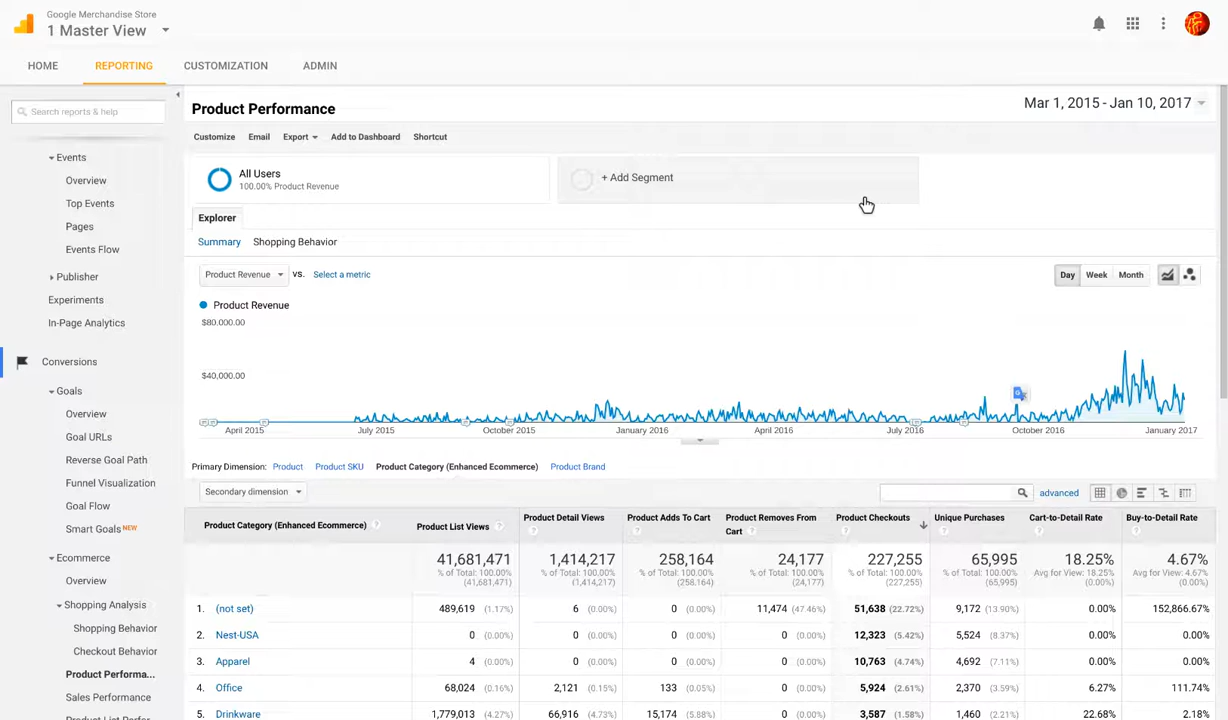 Google Merchandise Store
1 Master View
HOME REPORTING CUSTOMIZATION ADMIN
Search reports & help
Events
Overview
Top Events
Pages
Events Flow
Publisher
Experiments
In-Page Analytics
Conversions
Goals
Overview
Goal URLs
Reverse Goal Path
Funnel Visualization
Goal Flow
Smart Goals NEW
Ecommerce
Overview
Shopping Analysis
Shopping Behavior
Checkout Behavior
Product Performa...
Sales Performance
Product Performance
Mar 1, 2015 - Jan 10, 2017
Customize Email Export Add to Dashboard Shortcut
All Users
100.00% Product Revenue
+ Add Segment
Explorer
Summary Shopping Behavior
Product Revenue vs. Select a metric
Day Week Month
Product Revenue
$80,000.00
$40,000.00
April 2015 July 2015 October 2015 January 2016 April 2016 July 2016 October 2016 January 2017
Primary Dimension: Product Product SKU Product Category (Enhanced Ecommerce) Product Brand
Secondary dimension advanced
Product Category (Enhanced Ecommerce) ? Product List Views ? Product Detail Views ? Product Adds To Cart ? Product Removes From Cart ? Product Checkouts ? Unique Purchases ? Cart-to-Detail Rate ? Buy-to-Detail Rate ?
41,681,471 1,414,217 258,164 24,177 227,255 65,995 18.25% 4.67%
% of Total: 100.00% % of Total: 100.00% % of Total: 100.00% % of Total: 100.00% % of Total: 100.00% % of Total: 100.00% Avg for View: 18.25% Avg for View: 4.67%
(41,681,471) (1,414,217) (258,164) (24,177) (227,255) (65,995) (0.00%) (0.00%)
1. (not set) 489,619 (1.17%) 6 (0.00%) 0 (0.00%) 11,474 (47.46%) 51,638 (22.72%) 9,172 (13.90%) 0.00% 152,866.67%
2. Nest-USA 0 (0.00%) 0 (0.00%) 0 (0.00%) 0 (0.00%) 12,323 (5.42%) 5,524 (8.37%) 0.00% 0.00%
3. Apparel 4 (0.00%) 0 (0.00%) 0 (0.00%) 0 (0.00%) 10,763 (4.74%) 4,692 (7.11%) 0.00% 0.00%
4. Office 68,024 (0.16%) 2,121 (0.15%) 133 (0.05%) 0 (0.00%) 5,924 (2.61%) 2,370 (3.59%) 6.27% 111.74%
5. Drinkware 1,779,013 (4.27%) 66,916 (4.73%) 15,174 (5.88%) 0 (0.00%) 3,587 (1.58%) 1,460 (2.21%) 22.68% 2.18%